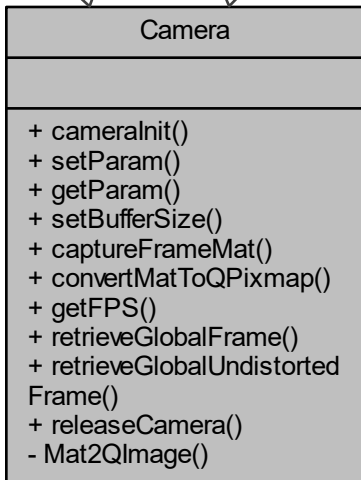 Camera
+ cameraInit()
+ setParam()
+ getParam()
+ setBufferSize()
+ captureFrameMat()
+ convertMatToQPixmap()
+ getFPS()
+ retrieveGlobalFrame()
+ retrieveGlobalUndistorted
Frame()
+ releaseCamera()
- Mat2QImage()